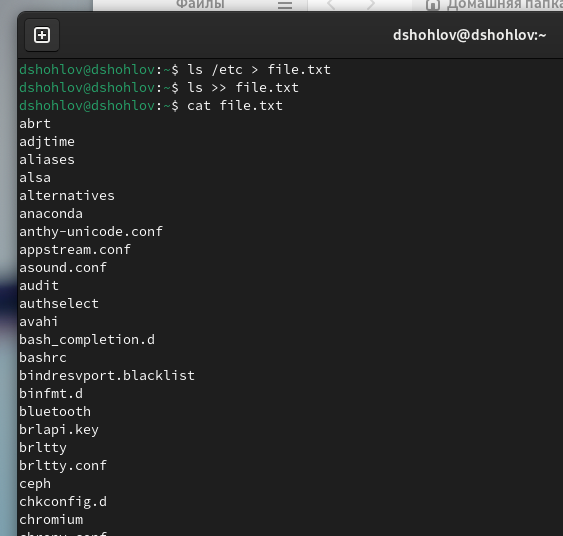 Файлы
Домашняя папка
dshohlov@dshohlov:~
dshohlov@dshohlov:~$ ls /etc > file.txt
dshohlov@dshohlov:~$ ls >> file.txt
dshohlov@dshohlov:~$ cat file.txt
abrt
adjtime
aliases
alsa
alternatives
anaconda
anthy-unicode.conf
appstream.conf
asound.conf
audit
authselect
avahi
bash_completion.d
bashrc
bindresvport.blacklist
binfmt.d
bluetooth
brlapi.key
brltty
brltty.conf
ceph
chkconfig.d
chromium